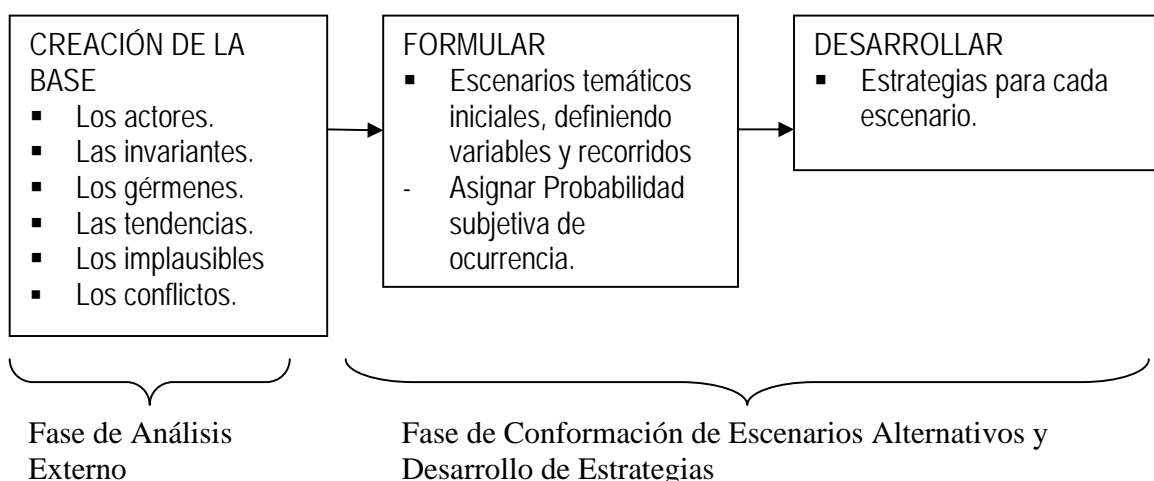 CREACIÓN DE LA
BASE
▪ Los actores.
▪ Las invariantes.
▪ Los gérmenes.
▪ Las tendencias.
▪ Los implausibles
▪ Los conflictos.
FORMULAR
▪ Escenarios temáticos
iniciales, definiendo
variables y recorridos
- Asignar Probabilidad
subjetiva de
ocurrencia.
DESARROLLAR
▪ Estrategias para cada
escenario.
Fase de Análisis
Externo
Fase de Conformación de Escenarios Alternativos y
Desarrollo de Estrategias